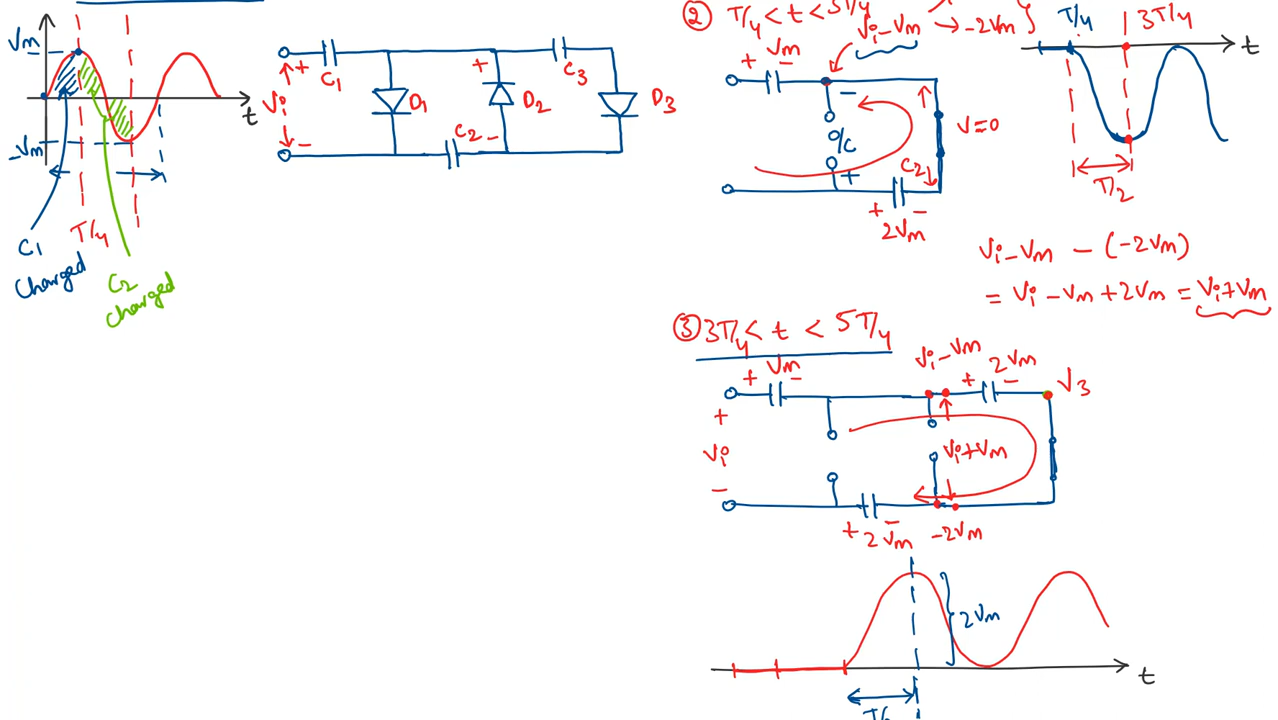 Vm
-Vm
t
T/4
C1
Charged
C2
charged
+
Vi
-
C1
D1
+
D2
C2 -
C3
D3
② T/4 < t < 5T/4
Vi-Vm → -2Vm }
+ Vm -
-
o/c
+
C2
V=0
+ -
2Vm
T/4
3T/4
t
T/2
Vi-Vm - (-2Vm)
= Vi-Vm+2Vm = Vi+Vm
③ 3T/4 < t < 5T/4
+ Vm -
Vi-Vm
+ 2Vm -
V3
+
Vi
-
Vi+Vm
+ 2Vm -
-2Vm
2Vm
t